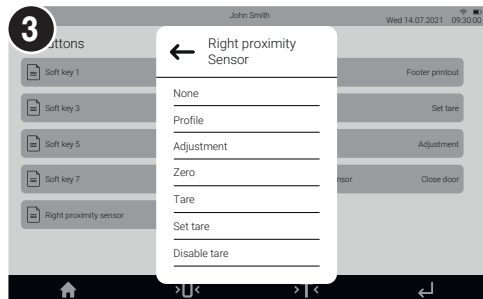 3
John Smith
Wed 14.07.2021 09:30:00
uttons
Right proximity
Sensor
Soft key 1
Footer printout
Soft key 3
Set tare
Soft key 5
Adjustment
Soft key 7
nsor
Close door
Right proximity sensor
None
Profile
Adjustment
Zero
Tare
Set tare
Disable tare